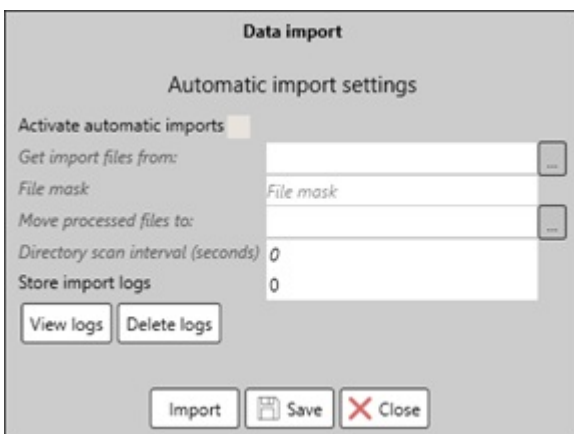 Data import
Automatic import settings
Activate automatic imports
Get import files from: ...
File mask File mask
Move processed files to: ...
Directory scan interval (seconds) 0
Store import logs 0
View logs Delete logs
Import Save Close